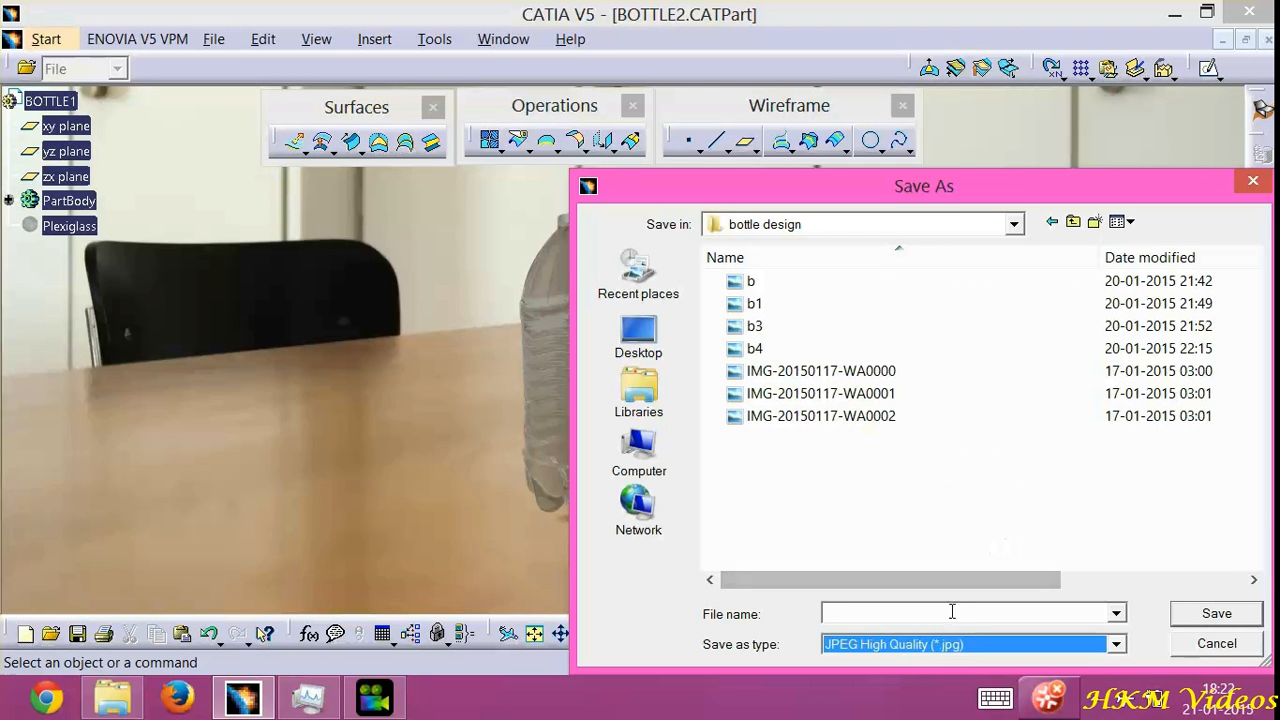 CATIA V5 - [BOTTLE2.CATPart]
Start ENOVIA V5 VPM File Edit View Insert Tools Window Help
File
BOTTLE1
xy plane
yz plane
zx plane
PartBody
Plexiglass
Surfaces
Operations
Wireframe
Save As
Save in: bottle design
Name Date modified
b 20-01-2015 21:42
b1 20-01-2015 21:49
b3 20-01-2015 21:52
b4 20-01-2015 22:15
IMG-20150117-WA0000 17-01-2015 03:00
IMG-20150117-WA0001 17-01-2015 03:01
IMG-20150117-WA0002 17-01-2015 03:01
Recent places
Desktop
Libraries
Computer
Network
File name: Save
Save as type: JPEG High Quality (*.jpg) Cancel
f(x)
Select an object or a command
18:22
21-01-2015
HKM Videos